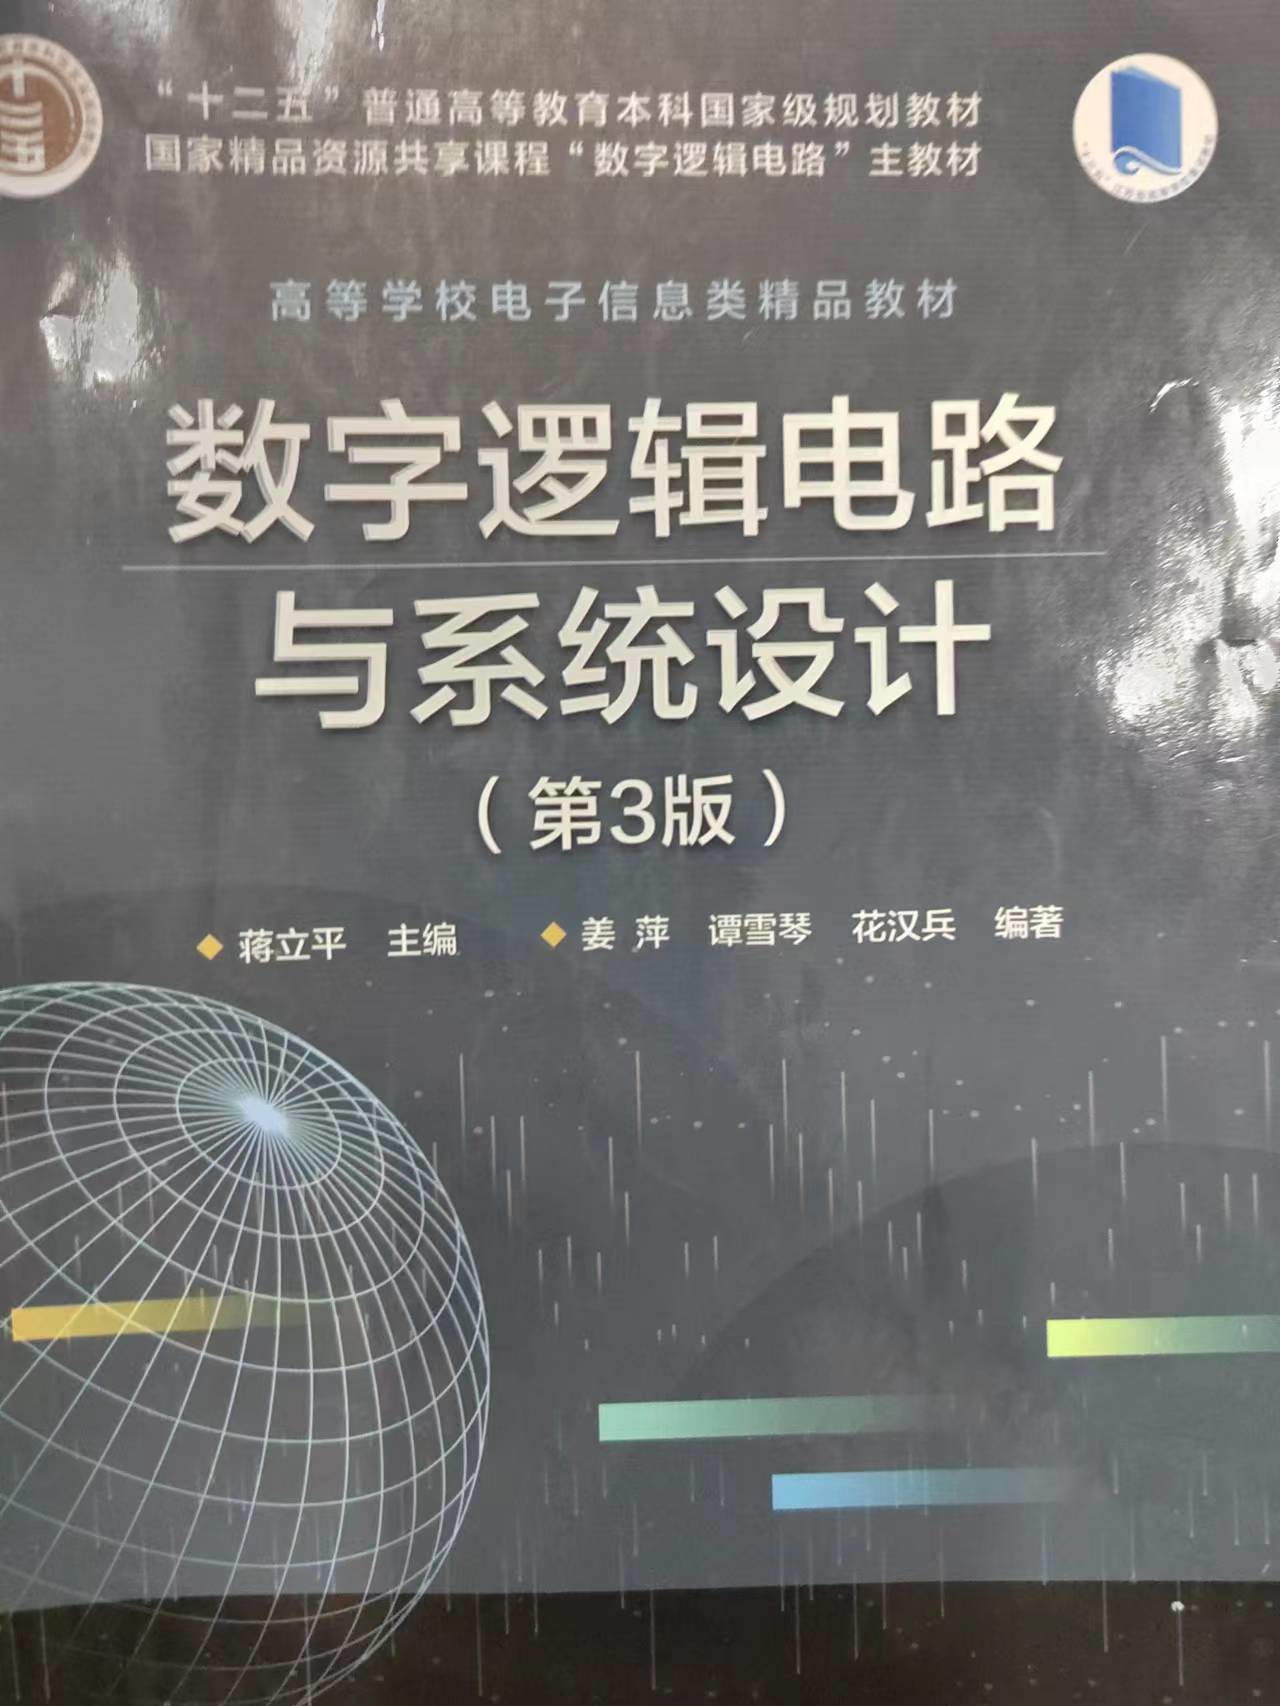 “十二五”普通高等教育本科国家级规划教材
国家精品资源共享课程“数字逻辑电路”主教材
高等学校电子信息类精品教材
数字逻辑电路
与系统设计
（第3版）
蒋立平 主编 姜萍 谭雪琴 花汉兵 编著